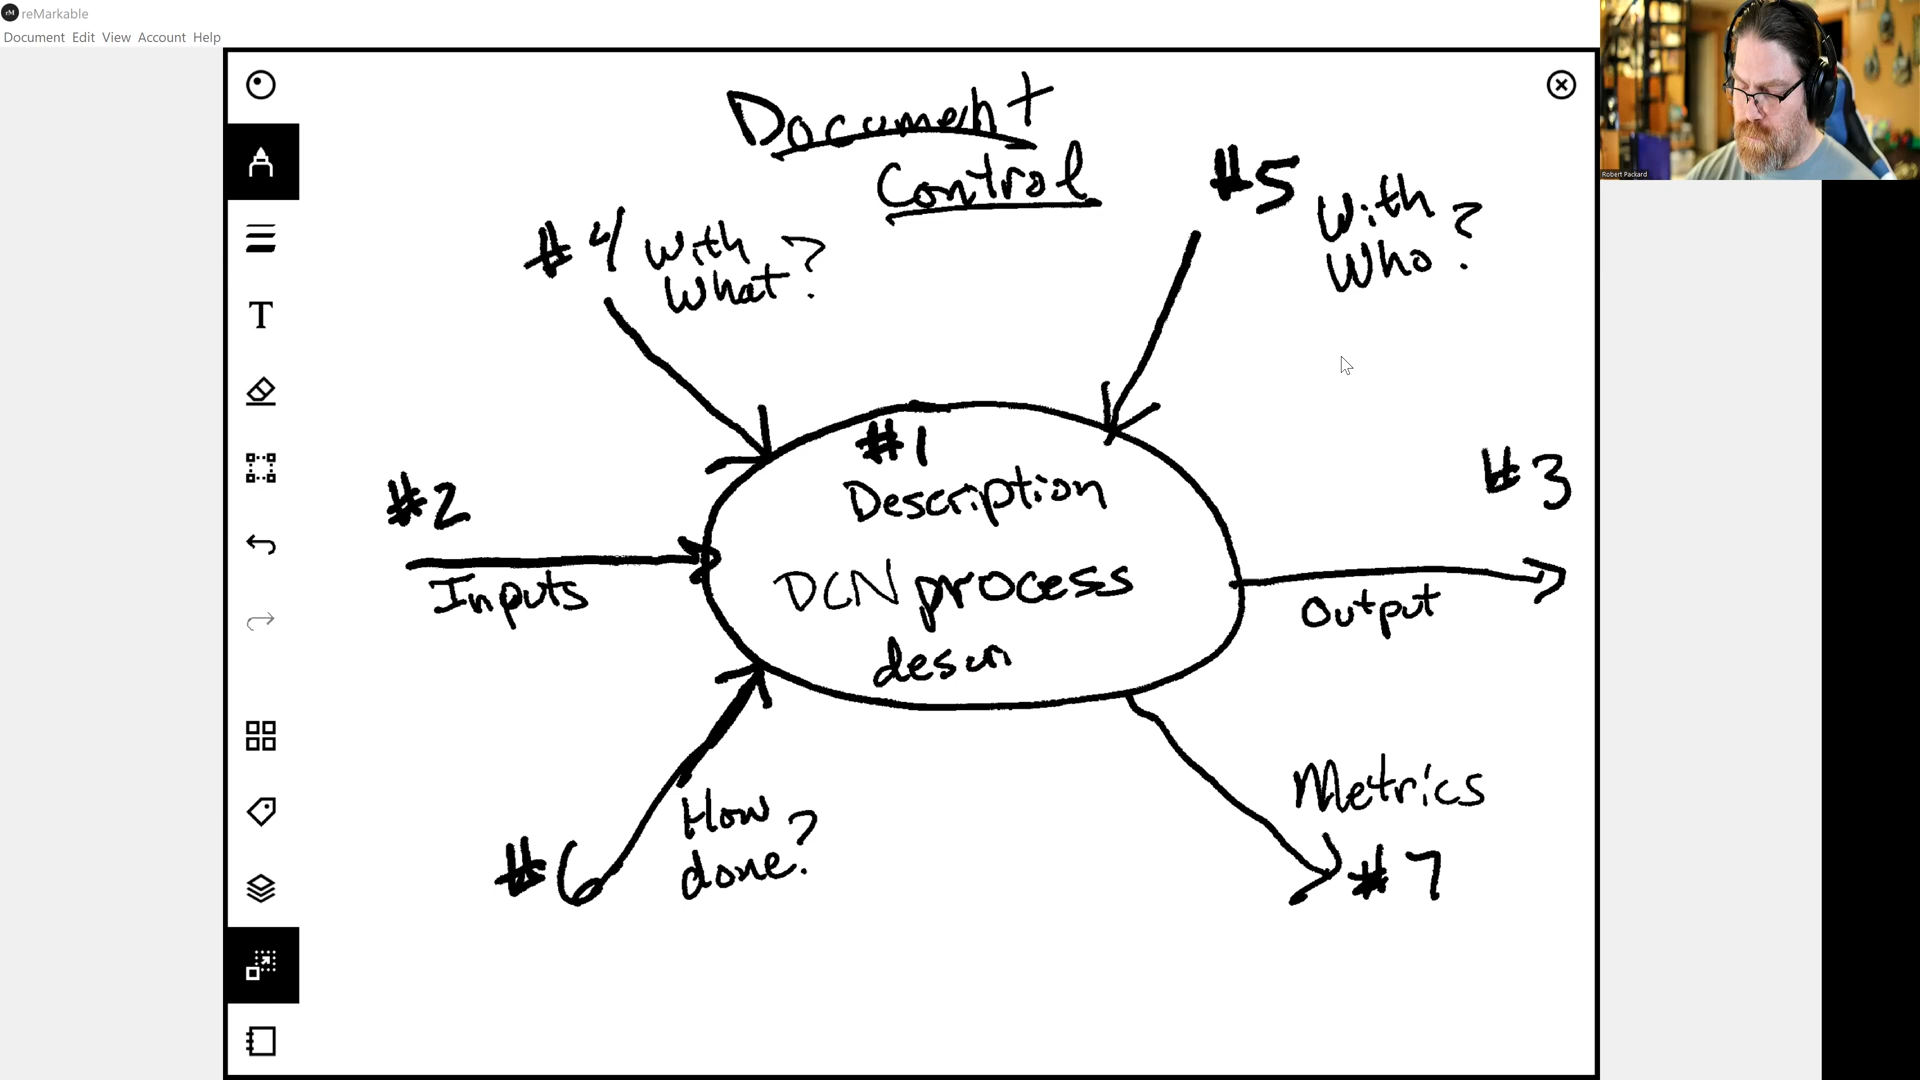 reMarkable
Document Edit View Account Help
Robert Packard
Document
Control
#4 With
What?
#5 With
Who?
#1
Description
DCN process
descri
#2
Inputs
#3
Output
How
done?
#6
Metrics
#7
T